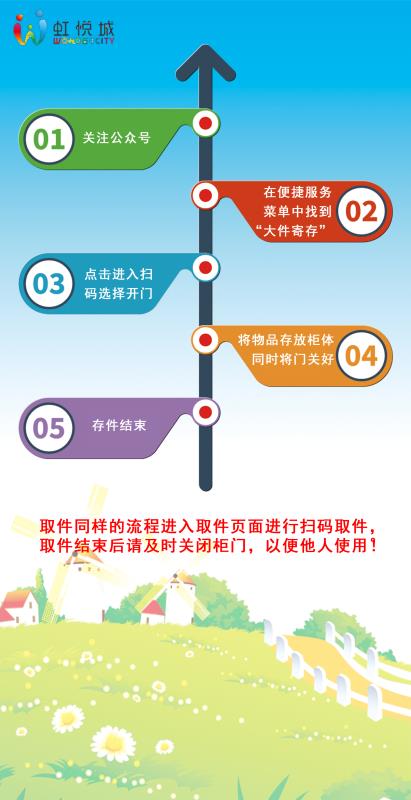 虹悦城
WONDERCITY
01
关注公众号
在便捷服务
菜单中找到
“大件寄存”
02
03
点击进入扫
码选择开门
将物品存放柜体
同时将门关好
04
05
存件结束
取件同样的流程进入取件页面进行扫码取件，
取件结束后请及时关闭柜门，以便他人使用！